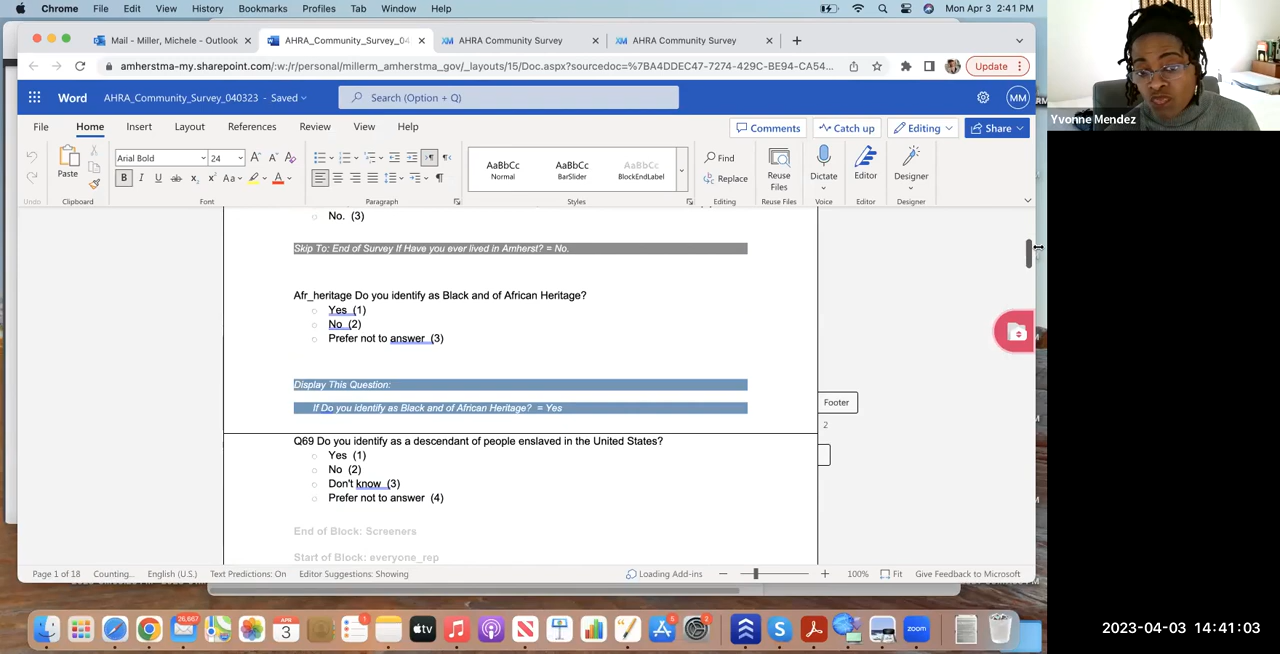 Chrome File Edit View History Bookmarks Profiles Tab Window Help Mon Apr 3 2:41 PM
Mail - Miller, Michele - Outlook AHRA_Community_Survey_04 AHRA Community Survey AHRA Community Survey
amherstma-my.sharepoint.com/:w:/r/personal/millerm_amherstma_gov/_layouts/15/Doc.aspx?sourcedoc=%7BA4DDEC47-7274-429C-BE94-CA54... Update
Word AHRA_Community_Survey_040323 - Saved Search (Option + Q) MM
File Home Insert Layout References Review View Help Comments Catch up Editing Share
Paste Arial Bold 24 AaBbCc Normal AaBbCc BarSlider AaBbCc BlockEndLabel Find Replace Reuse Files Dictate Editor Designer
Undo Clipboard Font Paragraph Styles Editing Reuse Files Voice Editor Designer
No. (3)
Skip To: End of Survey If Have you ever lived in Amherst? = No.
Afr_heritage Do you identify as Black and of African Heritage?
Yes (1)
No (2)
Prefer not to answer (3)
Display This Question:
If Do you identify as Black and of African Heritage? = Yes
Footer
2
Q69 Do you identify as a descendant of people enslaved in the United States?
Yes (1)
No (2)
Don't know (3)
Prefer not to answer (4)
End of Block: Screeners
Start of Block: everyone_rep
Page 1 of 18 Counting... English (U.S.) Text Predictions: On Editor Suggestions: Showing Loading Add-ins 100% Fit Give Feedback to Microsoft
Yvonne Mendez
2023-04-03 14:41:03